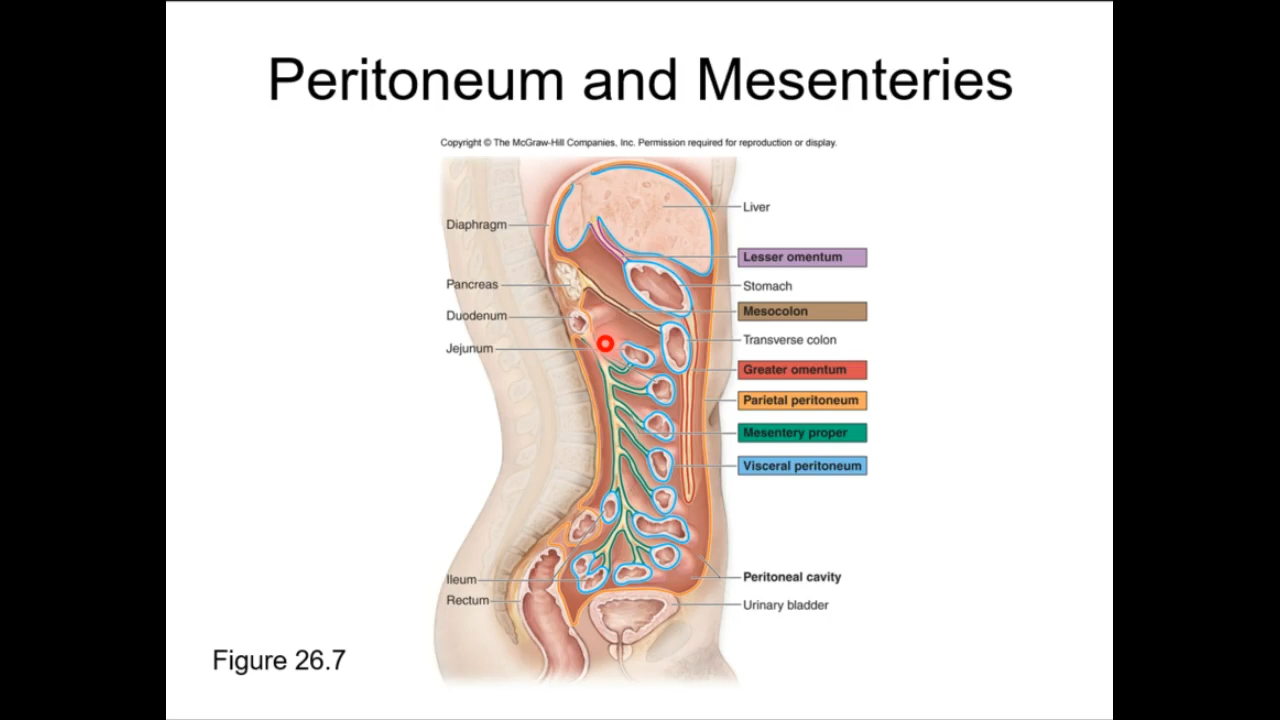 Peritoneum and Mesenteries
Copyright © The McGraw-Hill Companies, Inc. Permission required for reproduction or display.
Diaphragm
Pancreas
Duodenum
Jejunum
Ileum
Rectum
Liver
Lesser omentum
Stomach
Mesocolon
Transverse colon
Greater omentum
Parietal peritoneum
Mesentery proper
Visceral peritoneum
Peritoneal cavity
Urinary bladder
Figure 26.7